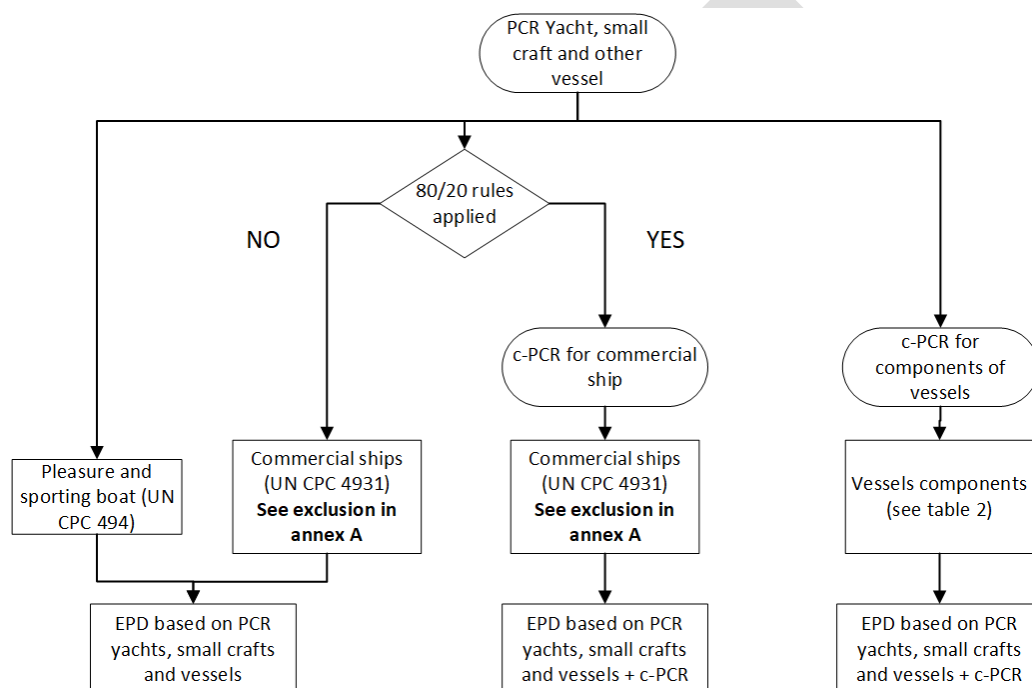 PCR Yacht, small
craft and other
vessel
80/20 rules
applied
NO
YES
c-PCR for commercial
ship
c-PCR for
components of
vessels
Pleasure and
sporting boat (UN
CPC 494)
Commercial ships
(UN CPC 4931)
See exclusion in
annex A
Commercial ships
(UN CPC 4931)
See exclusion in
annex A
Vessels components
(see table 2)
EPD based on PCR
yachts, small crafts
and vessels
EPD based on PCR
yachts, small crafts
and vessels + c-PCR
EPD based on PCR
yachts, small crafts
and vessels + c-PCR